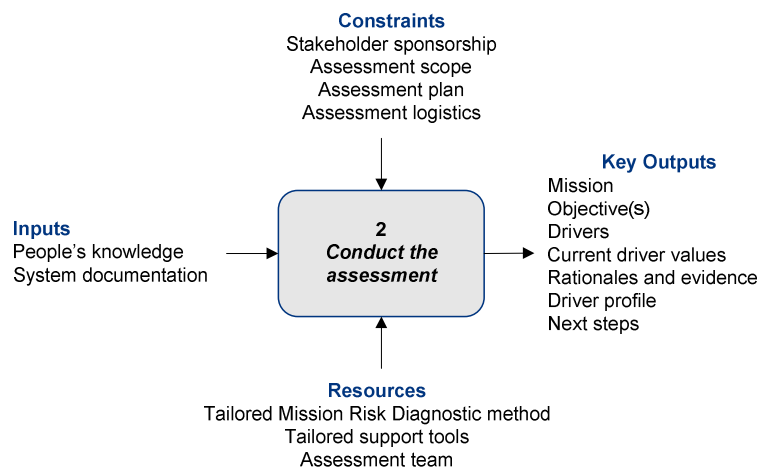 Constraints
Stakeholder sponsorship
Assessment scope
Assessment plan
Assessment logistics
Inputs
People’s knowledge
System documentation
2
Conduct the
assessment
Key Outputs
Mission
Objective(s)
Drivers
Current driver values
Rationales and evidence
Driver profile
Next steps
Resources
Tailored Mission Risk Diagnostic method
Tailored support tools
Assessment team